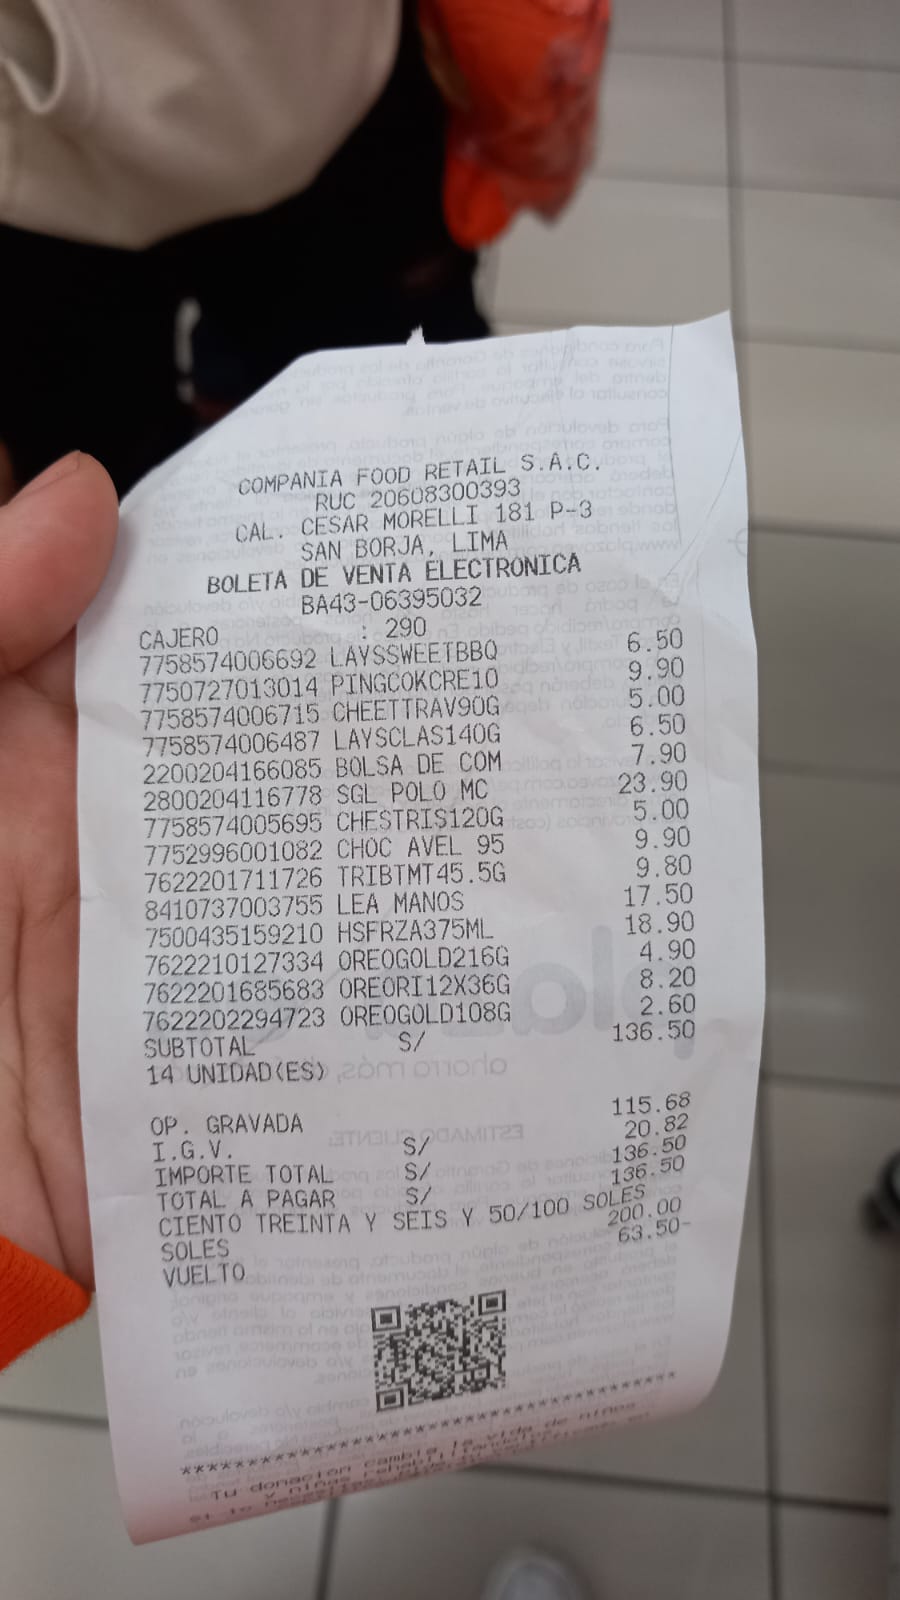 COMPANIA FOOD RETAIL S.A.C.
RUC 20608300393
CAL. CESAR MORELLI 181 P-3
SAN BORJA, LIMA
BOLETA DE VENTA ELECTRONICA
BA43-06395032
CAJERO : 290
7758574006692 LAYSSWEETBBQ 6.50
7750727013014 PINGCOKCRE10 9.90
7758574006715 CHEETTRAV90G 5.00
7758574006487 LAYSCLAS140G 6.50
2200204166085 BOLSA DE COM 7.90
2800204116778 SGL POLO MC 23.90
7758574005695 CHESTRIS120G 5.00
7752996001082 CHOC AVEL 95 9.90
7622201711726 TRIBTMT45.5G 9.80
8410737003755 LEA MANOS 17.50
7500435159210 HSFRZA375ML 18.90
7622210127334 OREOGOLD216G 4.90
7622201685683 OREORI12X36G 8.20
7622202294723 OREOGOLD108G 2.60
SUBTOTAL S/ 136.50
14 UNIDAD(ES)
OP. GRAVADA 115.68
I.G.V. S/ 20.82
IMPORTE TOTAL S/ 136.50
TOTAL A PAGAR S/ 136.50
CIENTO TREINTA Y SEIS Y 50/100 SOLES
SOLES 200.00
VUELTO 63.50-
****************************************
Tu donación cambia la vida de niños
y niñas